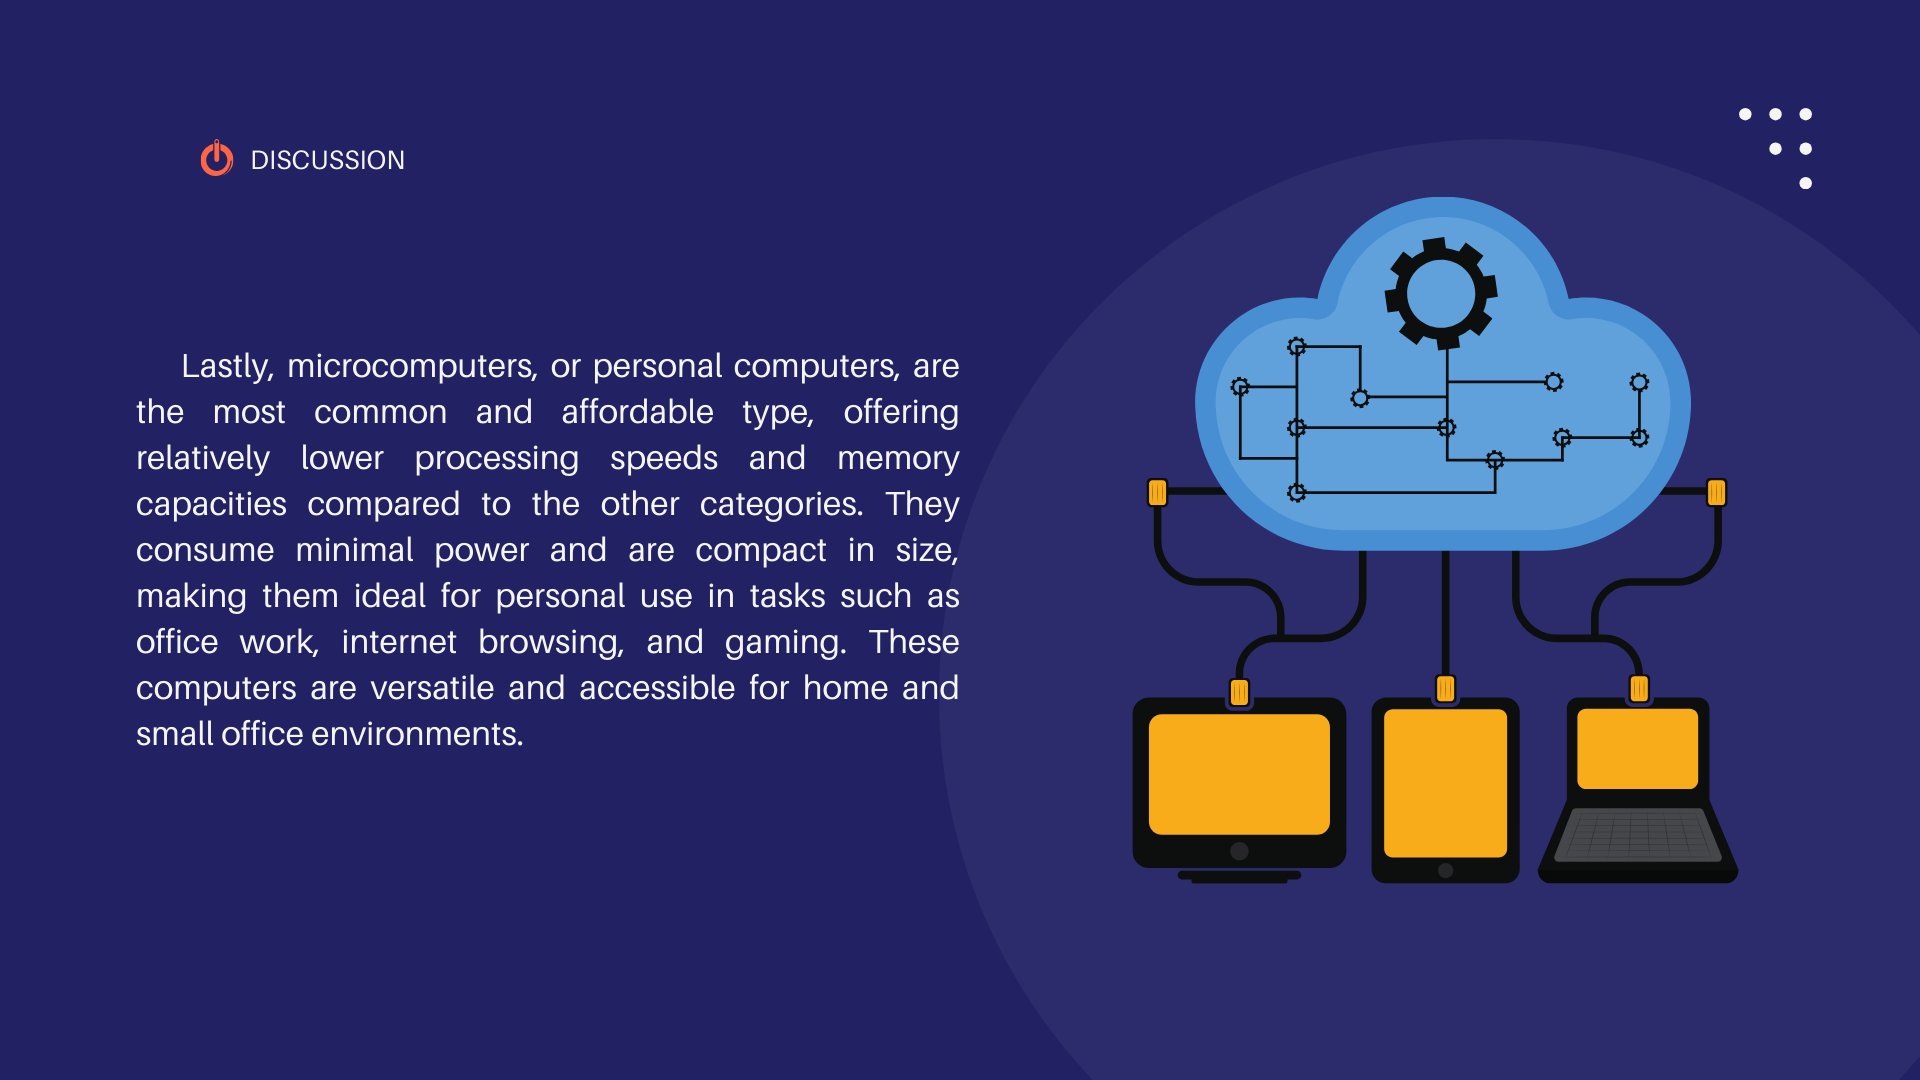 DISCUSSION
Lastly, microcomputers, or personal computers, are
the most common and affordable type, offering
relatively lower processing speeds and memory
capacities compared to the other categories. They
consume minimal power and are compact in size,
making them ideal for personal use in tasks such as
office work, internet browsing, and gaming. These
computers are versatile and accessible for home and
small office environments.